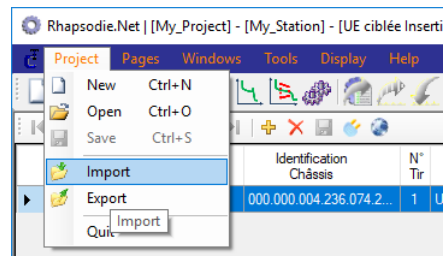 Rhapsodie.Net | [My_Project] - [My_Station] - [UE ciblée Inserti
Project Pages Windows Tools Display Help
New Ctrl+N
Open Ctrl+O
Save Ctrl+S
Import
Export
Import
Quit
Identification
Châssis
N°
Tir
000.000.004.236.074.2... 1 U